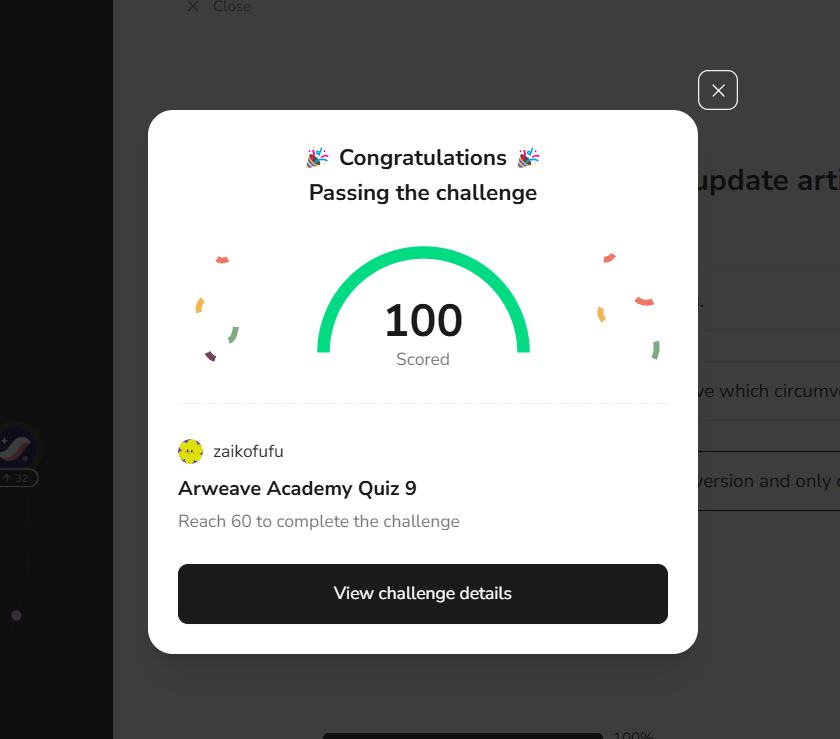 Close
🎉 Congratulations 🎉
Passing the challenge
update arti
100
Scored
s.
ve which circumve
zaikofufu
version and only
32
Arweave Academy Quiz 9
Reach 60 to complete the challenge
View challenge details
100%